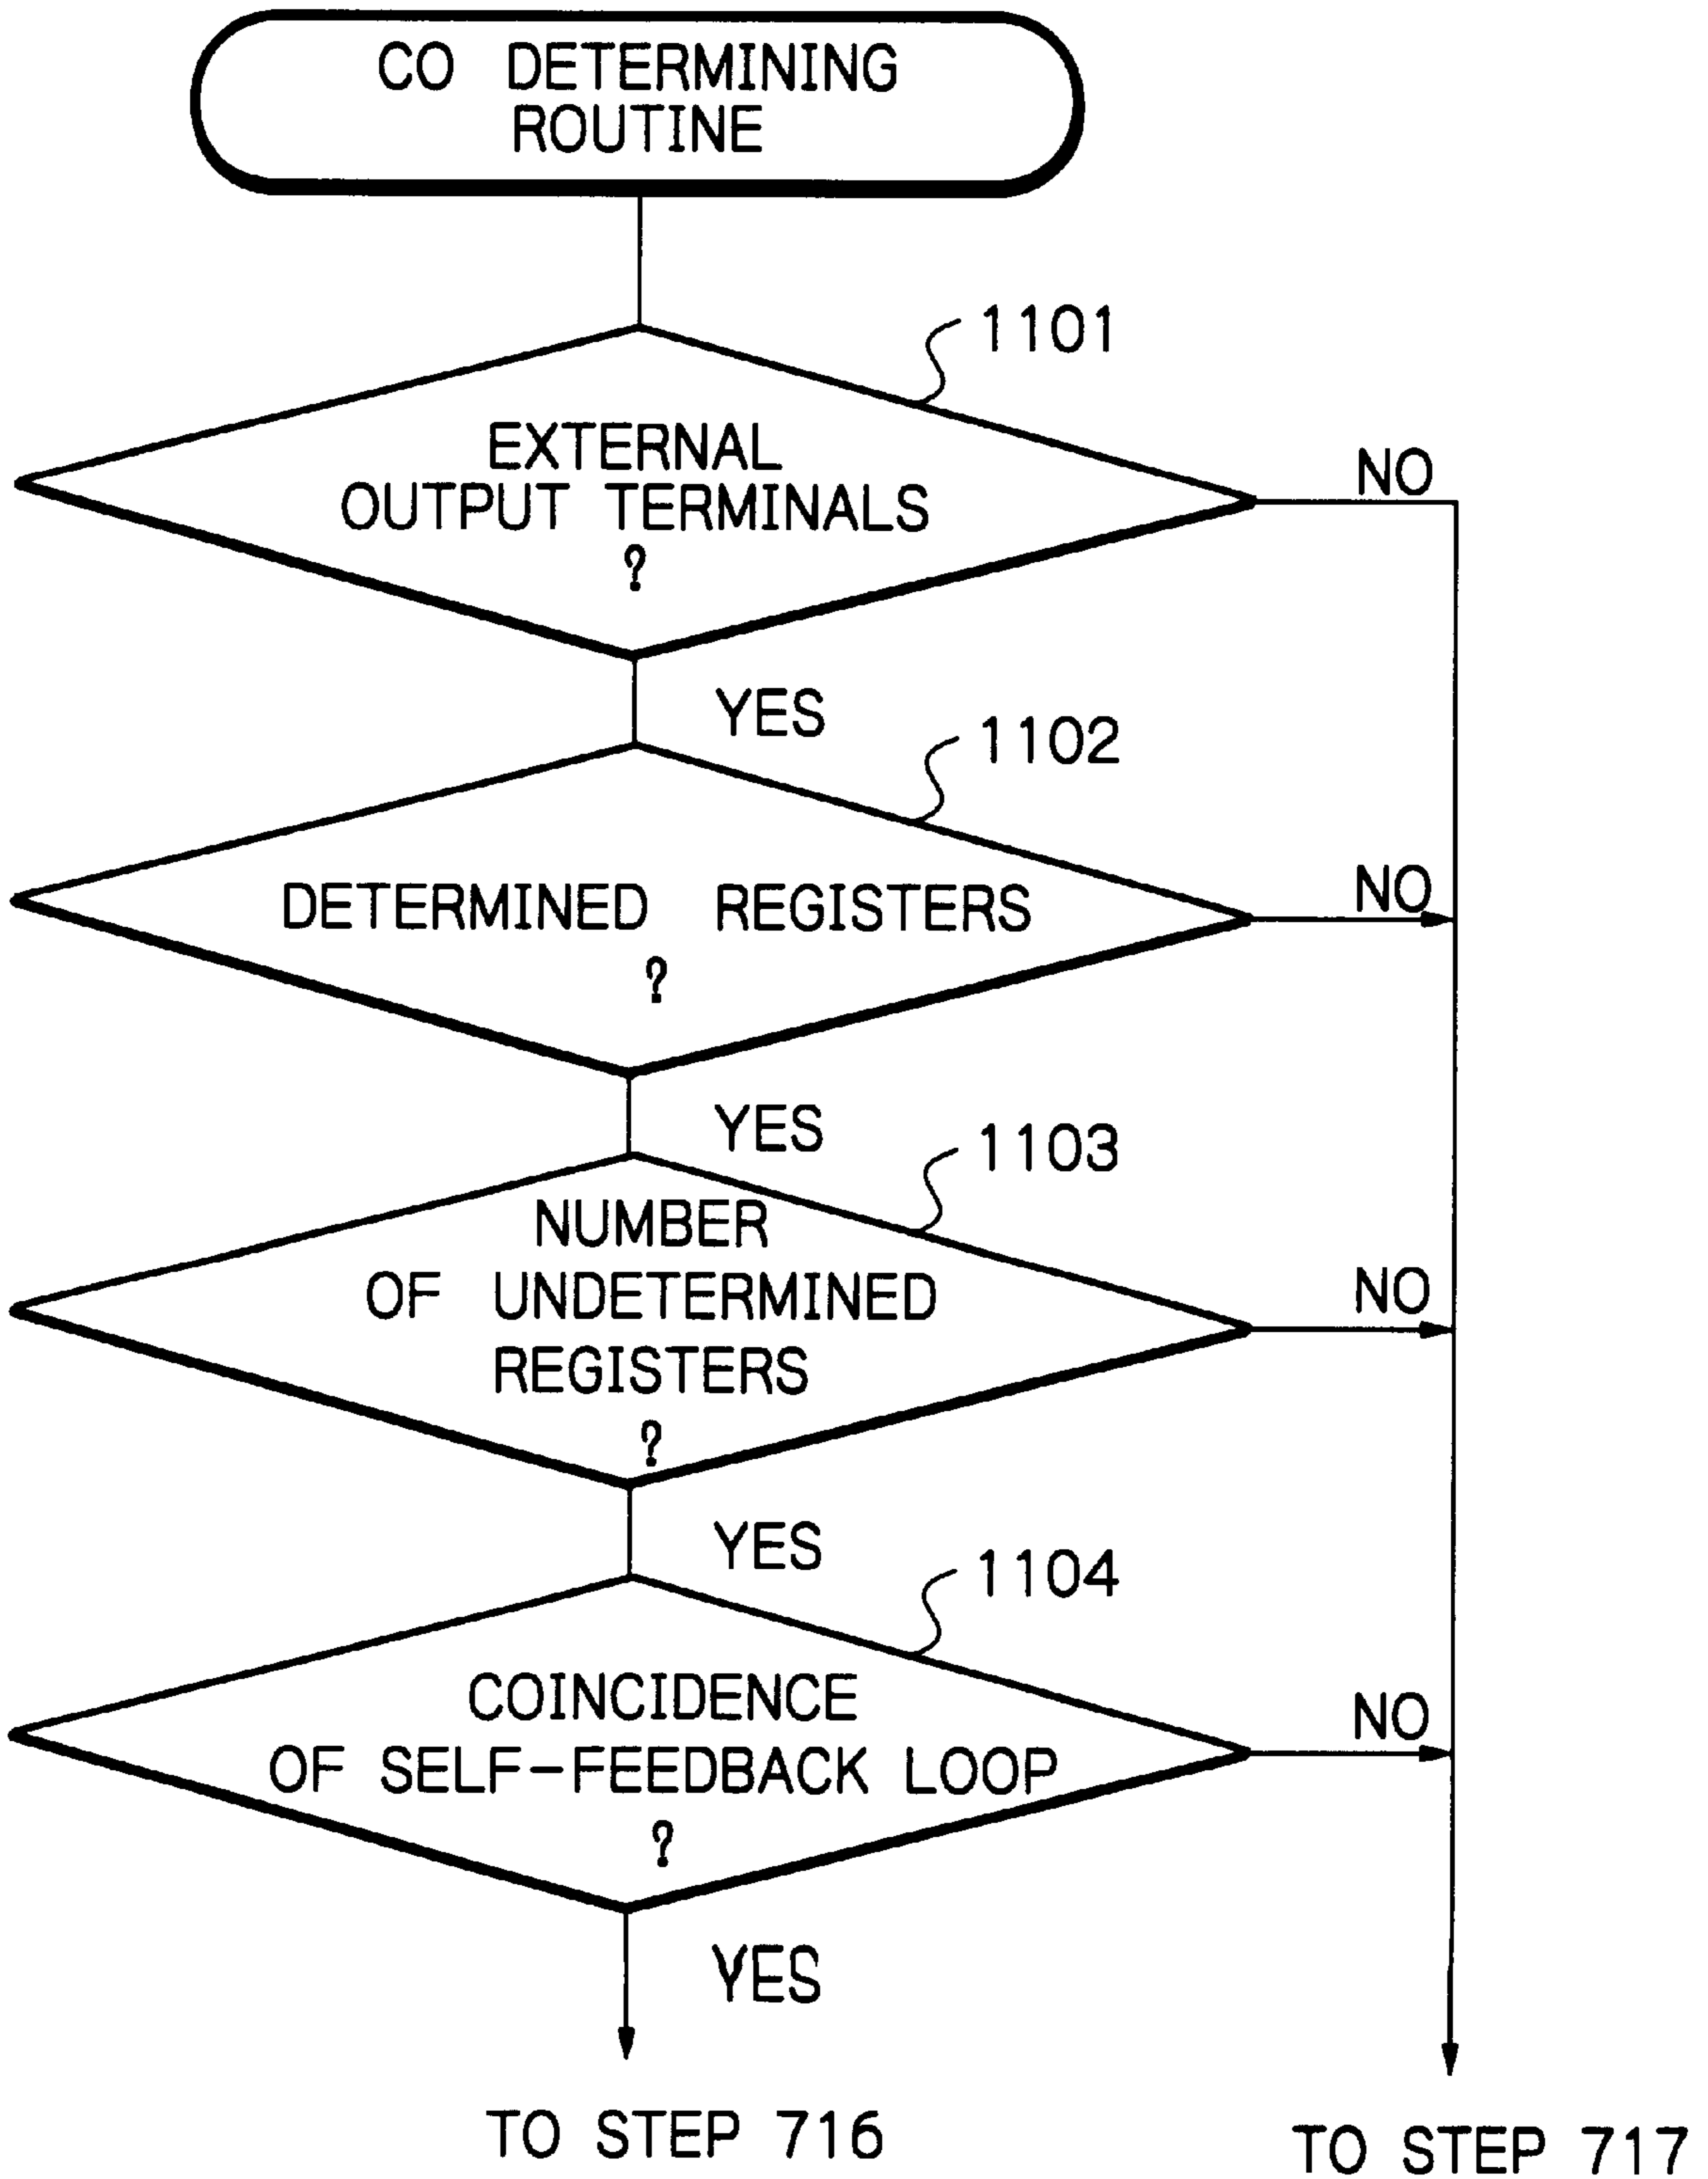 CO DETERMINING
ROUTINE
1101
EXTERNAL
OUTPUT TERMINALS
?
NO
YES
1102
DETERMINED REGISTERS
?
NO
YES
1103
NUMBER
OF UNDETERMINED
REGISTERS
?
NO
YES
1104
COINCIDENCE
OF SELF-FEEDBACK LOOP
?
NO
YES
TO STEP 716
TO STEP 717